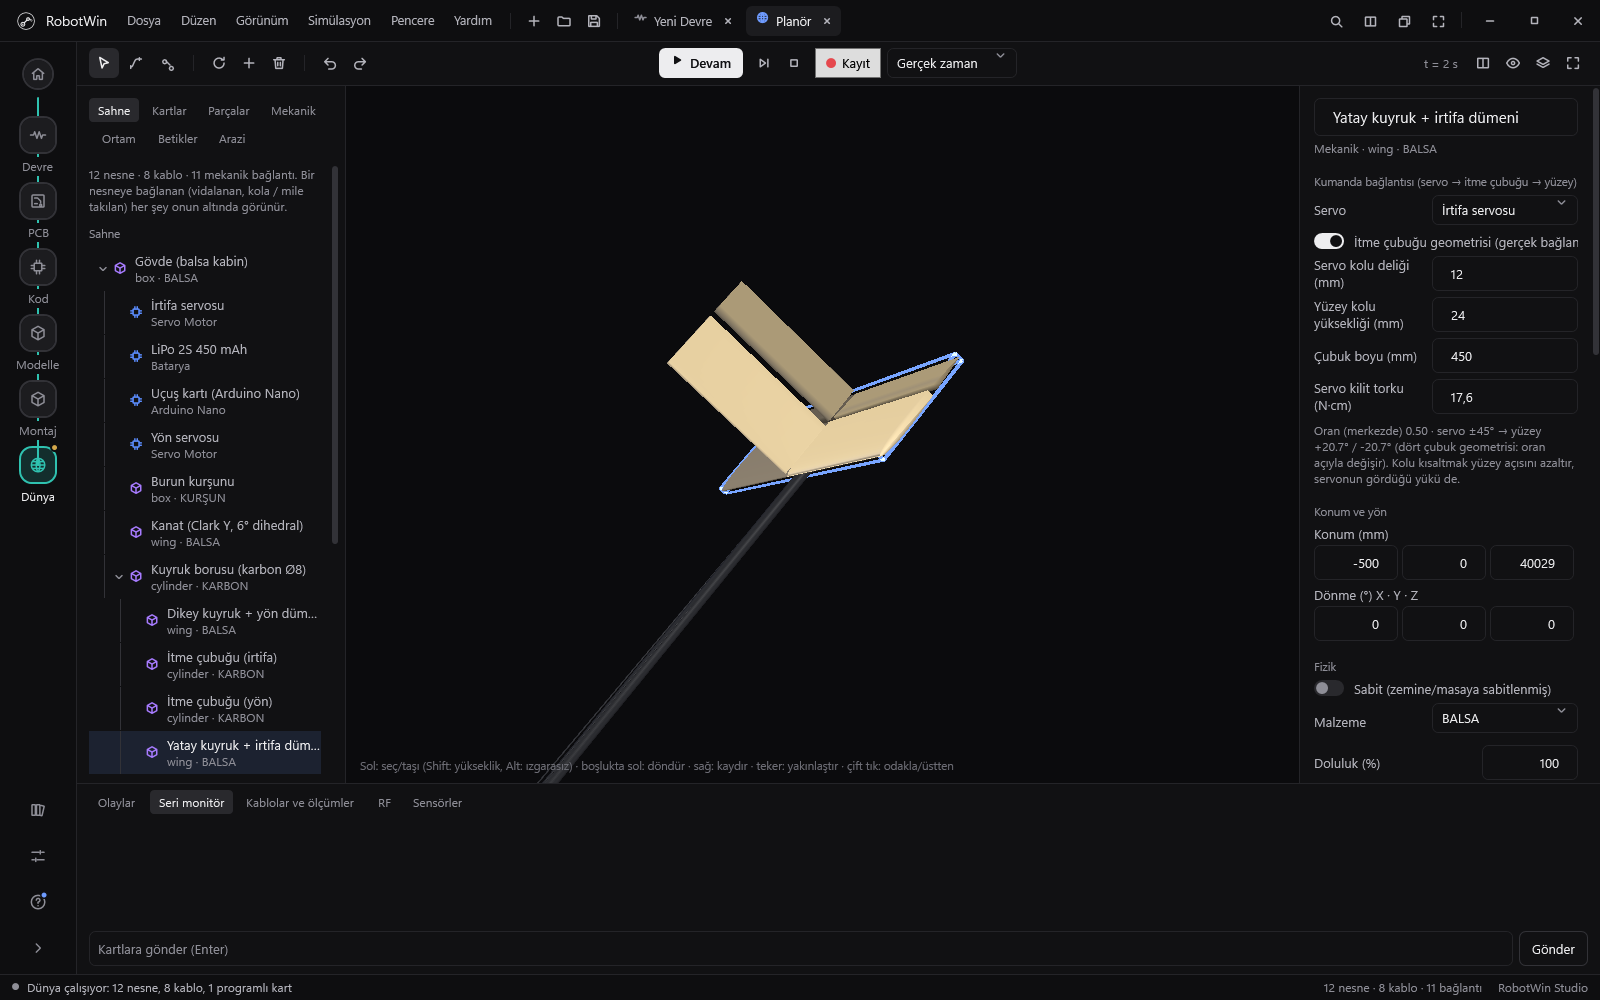 RobotWin
Dosya
Düzen
Görünüm
Simülasyon
Pencere
Yardım
Yeni Devre
Planör
Devam
Kayıt
Gerçek zaman
t = 2 s
Devre
PCB
Kod
Modelle
Montaj
Dünya
Sahne
Kartlar
Parçalar
Mekanik
Ortam
Betikler
Arazi
12 nesne · 8 kablo · 11 mekanik bağlantı. Bir
nesneye bağlanan (vidalanan, kola / mile
takılan) her şey onun altında görünür.
Sahne
Gövde (balsa kabin)
box · BALSA
İrtifa servosu
Servo Motor
LiPo 2S 450 mAh
Batarya
Uçuş kartı (Arduino Nano)
Arduino Nano
Yön servosu
Servo Motor
Burun kurşunu
box · KURŞUN
Kanat (Clark Y, 6° dihedral)
wing · BALSA
Kuyruk borusu (karbon Ø8)
cylinder · KARBON
Dikey kuyruk + yön düm...
wing · BALSA
İtme çubuğu (irtifa)
cylinder · KARBON
İtme çubuğu (yön)
cylinder · KARBON
Yatay kuyruk + irtifa düm...
wing · BALSA
Sol: seç/taşı (Shift: yükseklik, Alt: ızgarasız) · boşlukta sol: döndür · sağ: kaydır · teker: yakınlaştır · çift tık: odakla/üstten
Yatay kuyruk + irtifa dümeni
Mekanik · wing · BALSA
Kumanda bağlantısı (servo → itme çubuğu → yüzey)
Servo
İrtifa servosu
İtme çubuğu geometrisi (gerçek bağlan
Servo kolu deliği
(mm)
12
Yüzey kolu
yüksekliği (mm)
24
Çubuk boyu (mm)
450
Servo kilit torku
(N·cm)
17,6
Oran (merkezde) 0.50 · servo ±45° → yüzey
+20.7° / -20.7° (dört çubuk geometrisi: oran
açıyla değişir). Kolu kısaltmak yüzey açısını azaltır,
servonun gördüğü yükü de.
Konum ve yön
Konum (mm)
-500
0
40029
Dönme (°) X · Y · Z
0
0
0
Fizik
Sabit (zemine/masaya sabitlenmiş)
Malzeme
BALSA
Doluluk (%)
100
Olaylar
Seri monitör
Kablolar ve ölçümler
RF
Sensörler
Kartlara gönder (Enter)
Gönder
Dünya çalışıyor: 12 nesne, 8 kablo, 1 programlı kart
12 nesne · 8 kablo · 11 bağlantı
RobotWin Studio